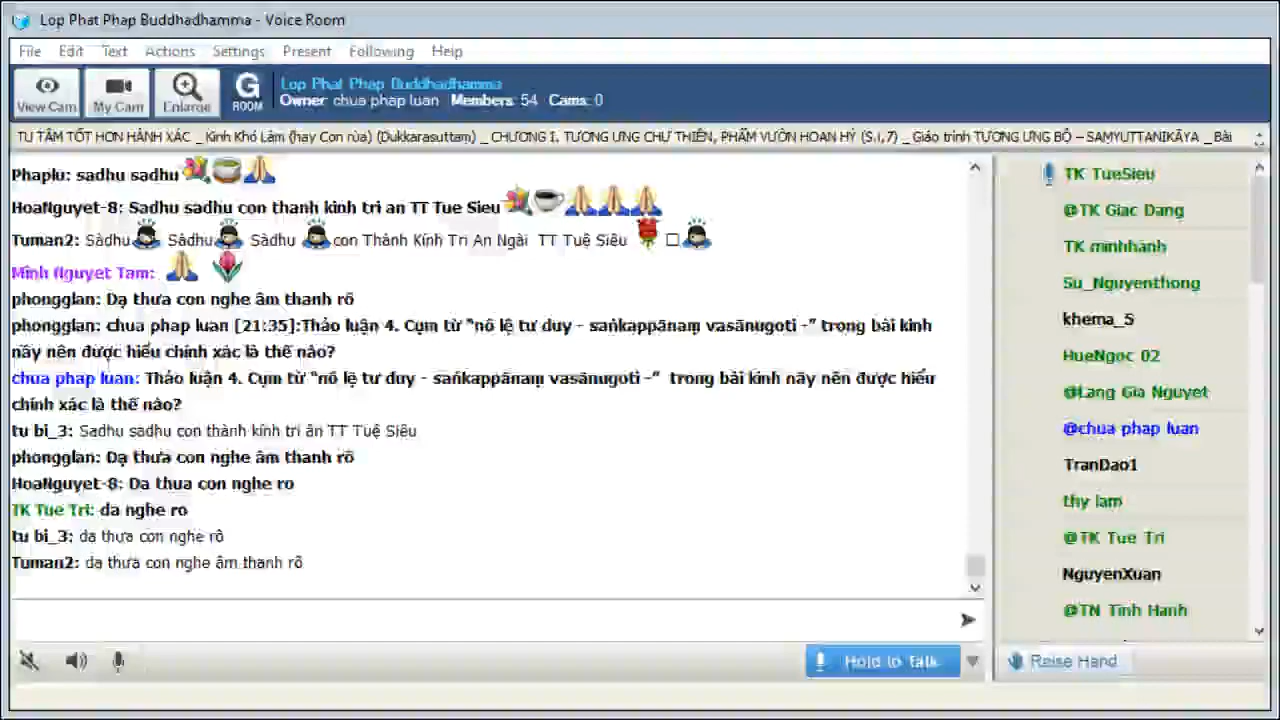 Lop Phat Phap Buddhadhamma - Voice Room
File Edit Text Actions Settings Present Following Help
View Cam My Cam Enlarge G ROOM
Lop Phat Phap Buddhadhamma
Owner: chua phap luan Members: 54 Cams: 0
TU TÂM TỐT HƠN HÀNH XÁC _ Kinh Khó Làm (hay Con rùa) (Dukkarasuttam) _ CHƯƠNG I. TƯƠNG ƯNG CHƯ THIÊN, PHẨM VƯỜN HOAN HỶ (S.i,7) _ Giáo trình TƯƠNG ƯNG BỘ – SAMYUTTANIKĀYA _ Bài
Phaplu: sadhu sadhu
HoaNguyet-8: Sadhu sadhu con thanh kinh tri an TT Tue Sieu
Tuman2: Sàdhu Sâdhu Sàdhu con Thành Kính Tri Ân Ngài TT Tuệ Siêu
Minh Nguyet Tam:
phonggian: Dạ thưa con nghe âm thanh rõ
phonggian: chua phap luan [21:35]:Thảo luận 4. Cụm từ “nô lệ tư duy - saṅkappānaṃ vasānugoti -” trong bài kinh
nầy nên được hiểu chính xác là thế nào?
chua phap luan: Thảo luận 4. Cụm từ “nô lệ tư duy - saṅkappānaṃ vasānugoti -” trong bài kinh nầy nên được hiểu
chính xác là thế nào?
tu bi_3: Sadhu sadhu con thành kính tri ân TT Tuệ Siêu
phonggian: Dạ thưa con nghe âm thanh rõ
HoaNguyet-8: Da thua con nghe ro
TK Tue Tri: da nghe ro
tu bi_3: dạ thưa con nghe rõ
Tuman2: dạ thưa con nghe âm thanh rõ
TK TueSieu
@TK Giac Dang
TK minhhanh
Su_Nguyenthong
khema_5
HueNgoc 02
@Lang Gia Nguyet
@chua phap luan
TranDao1
thy lam
@TK Tue Tri
NguyenXuan
@TN Tinh Hanh
Hold to Talk
Raise Hand